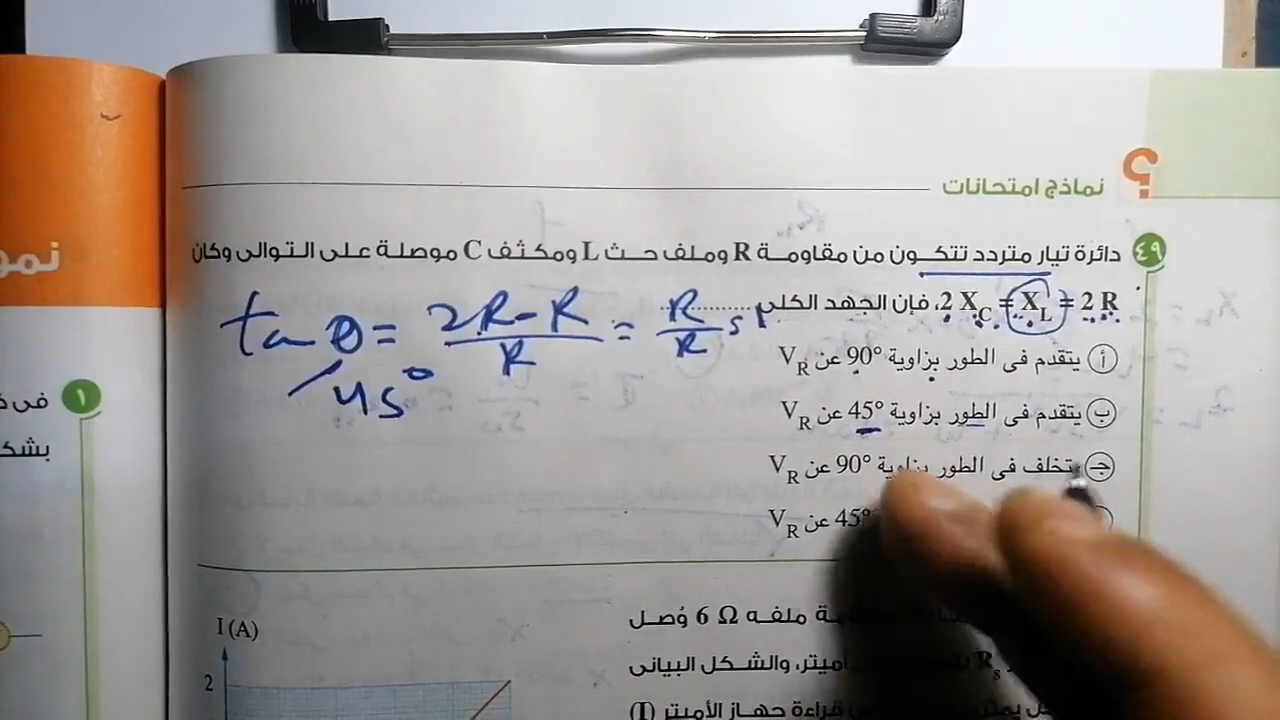 ؟
نماذج امتحانات
٤٩ دائرة تيار متردد تتكون من مقاومة R وملف حث L ومكثف C موصلة على التوالى وكان
2 X_C = X_L = 2 R، فإن الجهد الكلى ..........
أ يتقدم فى الطور بزاوية 90° عن V_R
ب يتقدم فى الطور بزاوية 45° عن V_R
جـ يتخلف فى الطور بزاوية 90° عن V_R
45° عن V_R
tan θ = 2R - R / R = R / R = 1
45°
ملفه 6 Ω وُصل
R_s والشكل البيانى
قراءة جهاز الأميتر (I)
I (A)
2
نمو
١
بشك